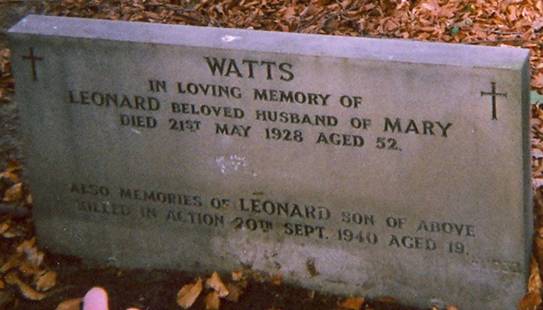 WATTS
IN LOVING MEMORY OF
LEONARD BELOVED HUSBAND OF MARY
DIED 21ST MAY 1928 AGED 52.
ALSO MEMORIES OF LEONARD SON OF ABOVE
KILLED IN ACTION 20TH SEPT. 1940 AGED 19.